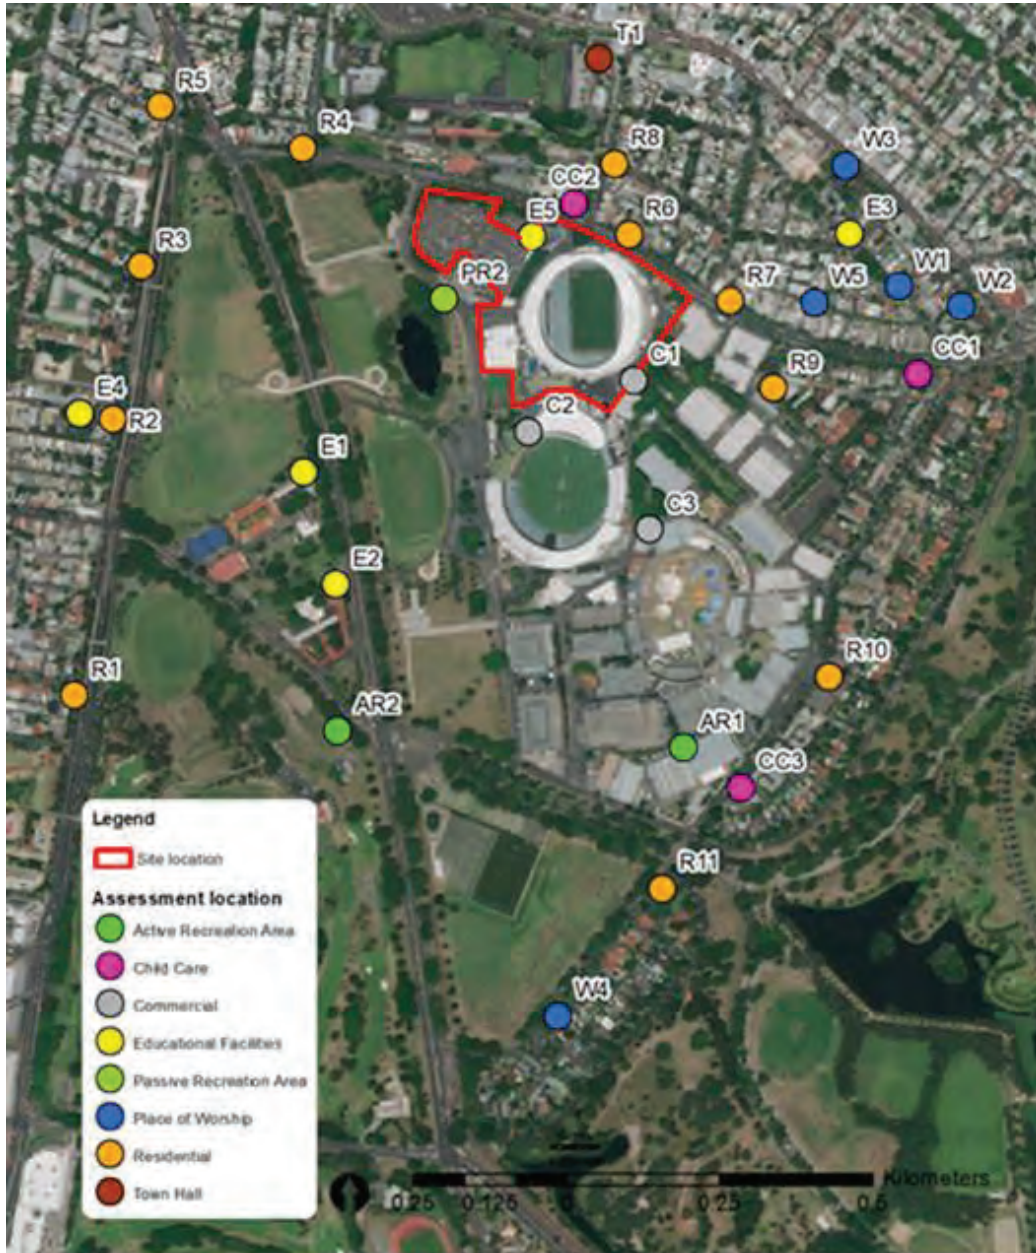 T1
R5
R4
R8
W3
CC2
E5
R6
E3
R3
PR2
R7
W5
W1
W2
C1
CC1
R9
E4
R2
C2
E1
C3
E2
R1
R10
AR2
AR1
CC3
R11
W4
Legend
Site location
Assessment location
Active Recreation Area
Child Care
Commercial
Educational Facilities
Passive Recreation Area
Place of Worship
Residential
Town Hall
Kilometers
0.25 0.125 0 0.25 0.5